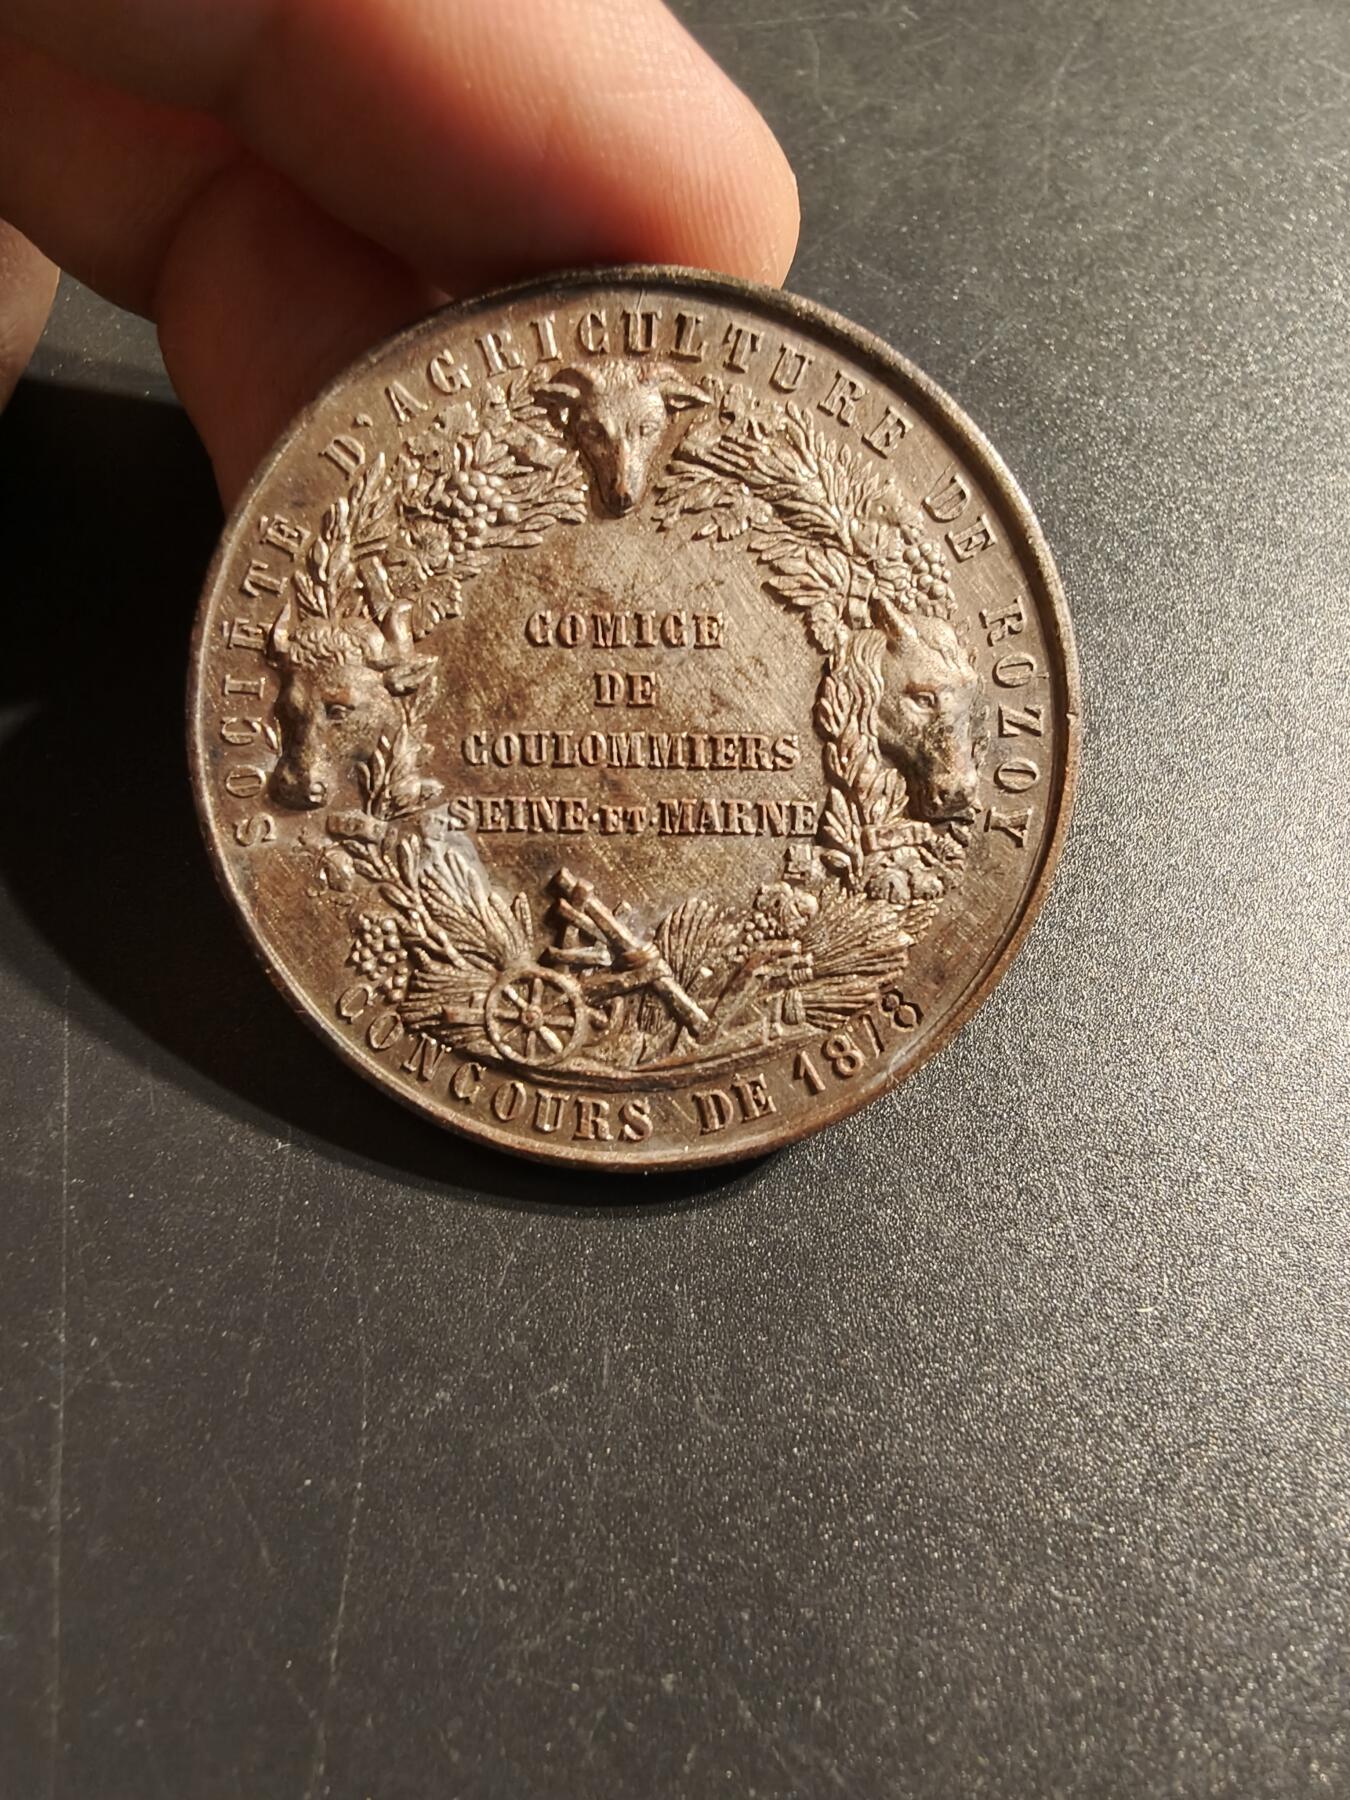 SOCIÉTÉ D'AGRICULTURE DE ROZOY
COMICE
DE
COULOMMIERS
SEINE·ET·MARNE
CONCOURS DE 1878